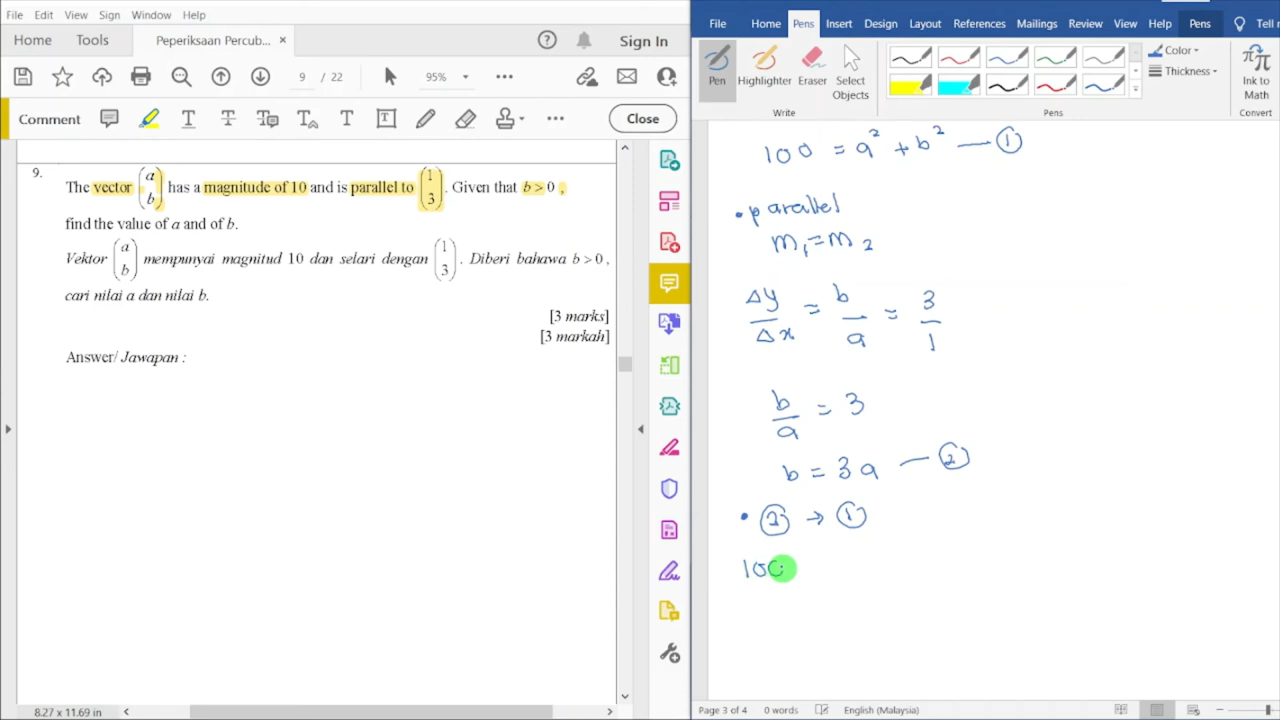 File Edit View Sign Window Help
Home Tools Peperiksaan Percub... × Sign In
9 / 22 95%
Comment Close
9.
The vector (a b) has a magnitude of 10 and is parallel to (1 3). Given that b > 0 ,
find the value of a and of b.
Vektor (a b) mempunyai magnitud 10 dan selari dengan (1 3). Diberi bahawa b > 0 ,
cari nilai a dan nilai b.
[3 marks]
[3 markah]
Answer/ Jawapan :
8.27 x 11.69 in
File Home Pens Insert Design Layout References Mailings Review View Help Pens Tell
Pen Highlighter Eraser Select Objects
Color
Thickness
Ink to Math
Write Pens Convert
100 = a² + b² — ①
• parallel
m₁ = m₂
Δy/Δx = b/a = 3/1
b/a = 3
b = 3a — ②
• ② → ①
100
Page 3 of 4 0 words English (Malaysia)